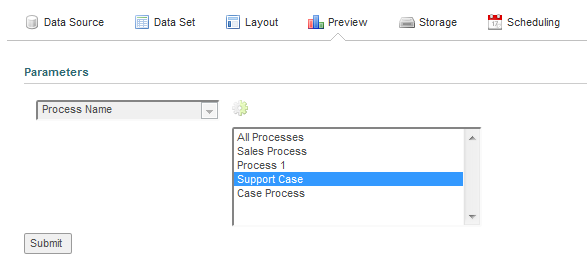 Data Source Data Set Layout Preview Storage Scheduling
Parameters
Process Name
All Processes
Sales Process
Process 1
Support Case
Case Process
Submit